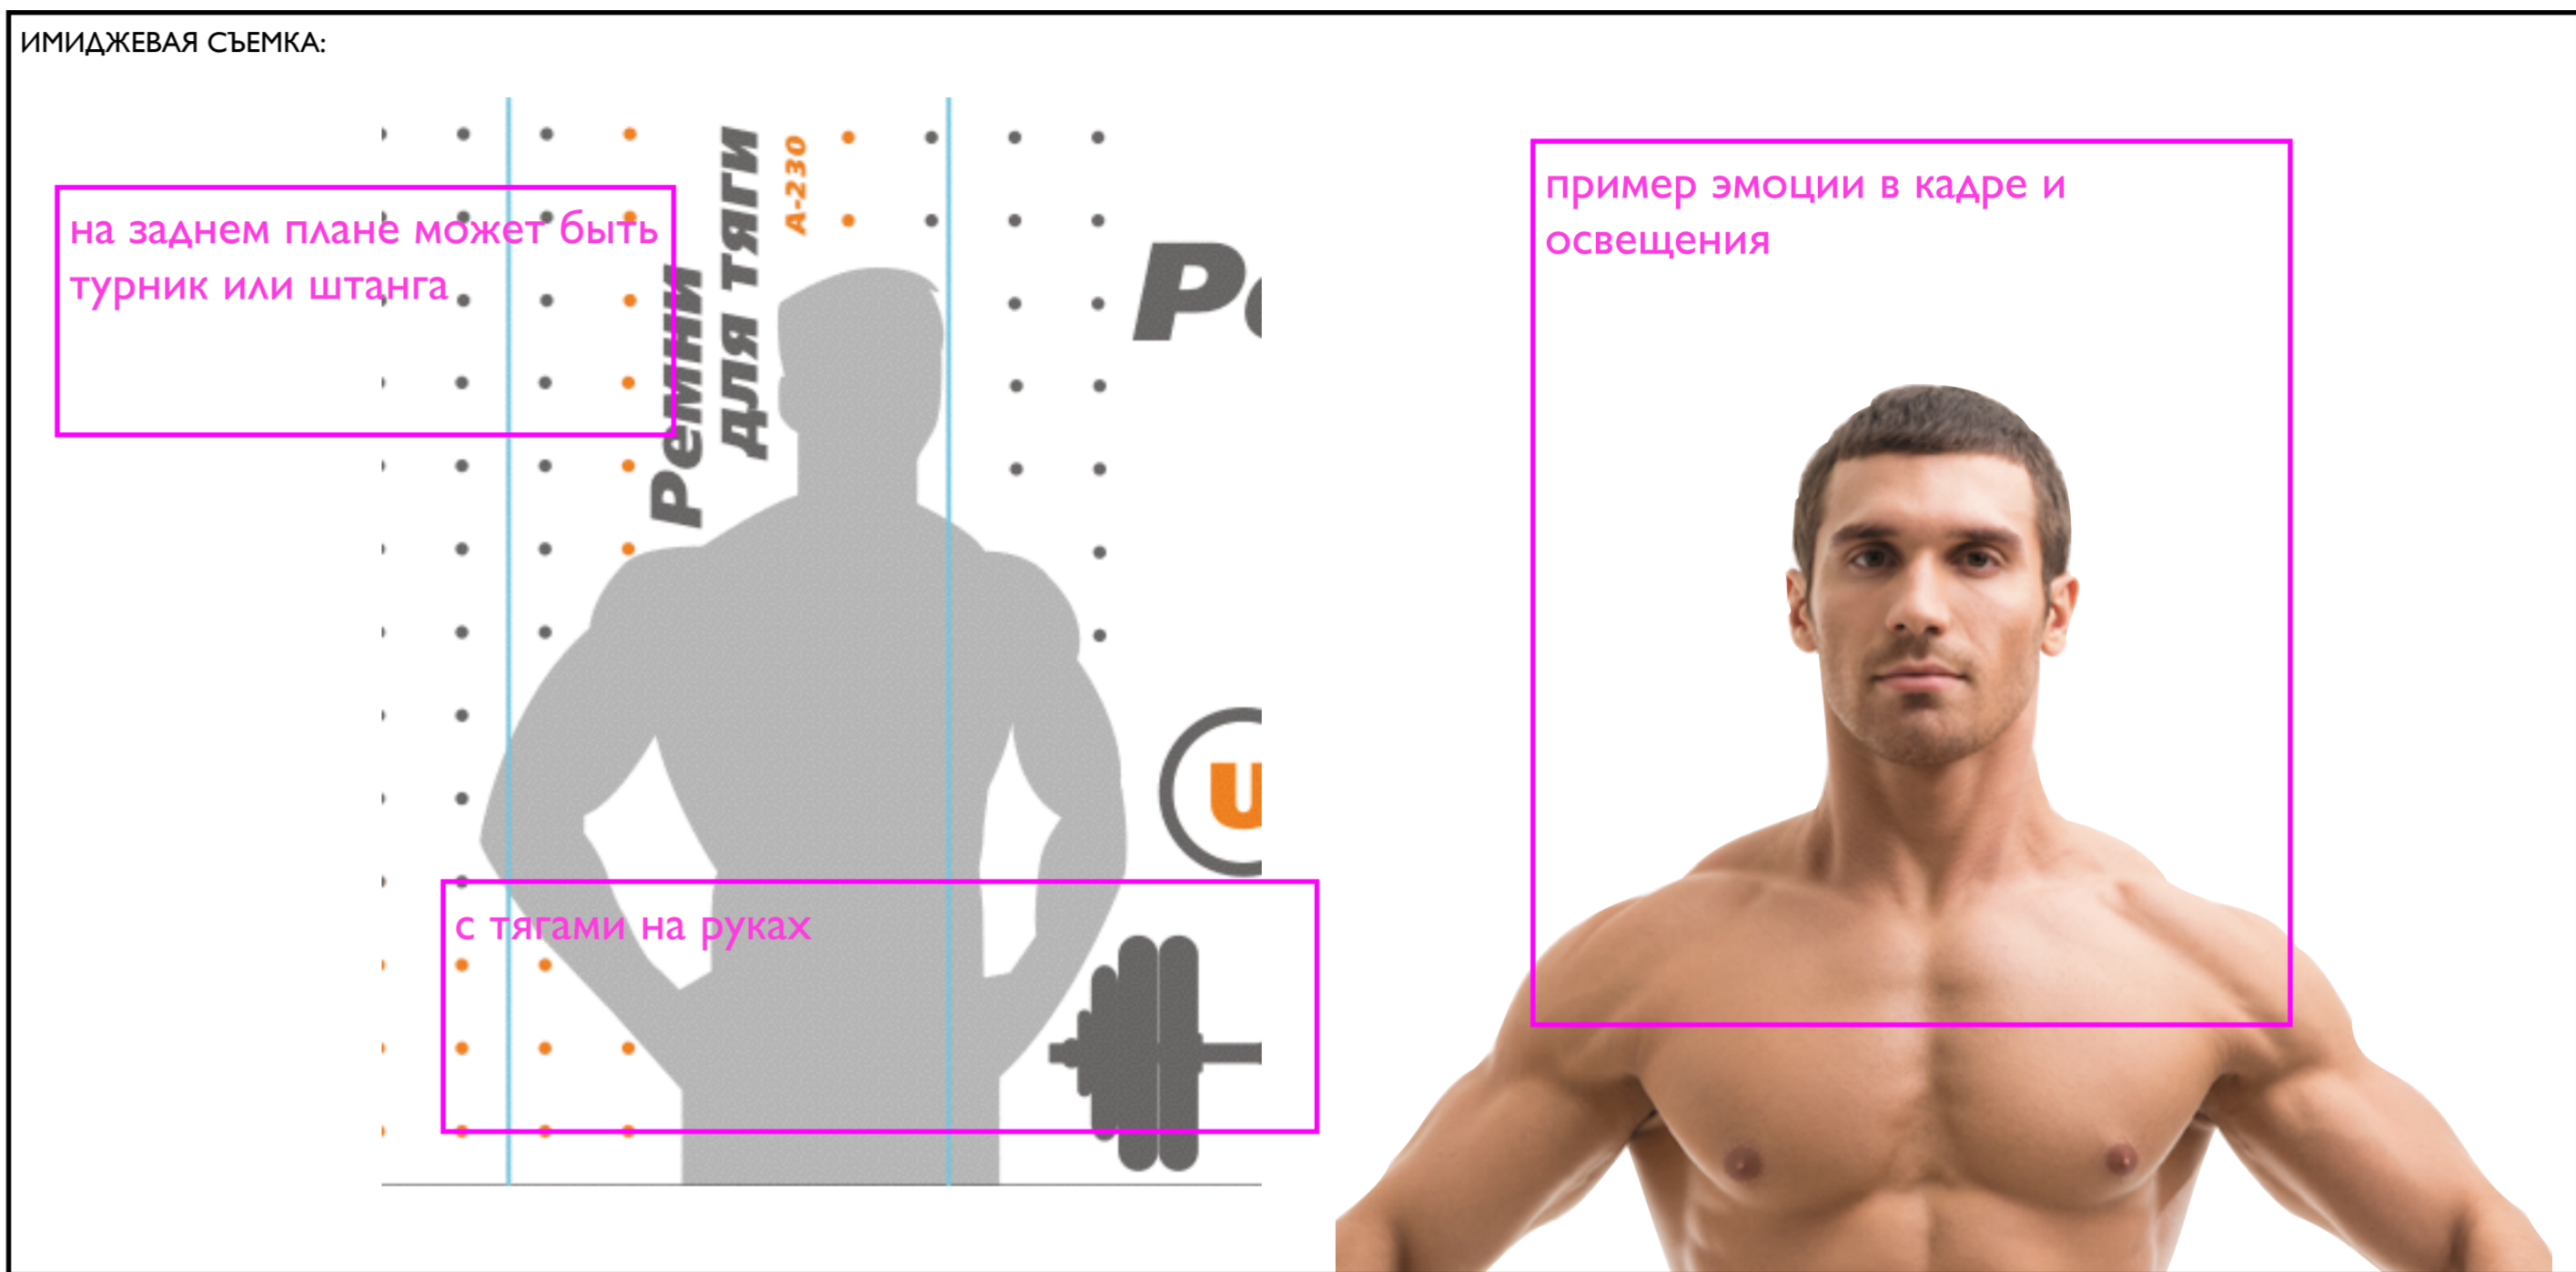 ИМИДЖЕВАЯ СЪЕМКА:
на заднем плане может быть
турник или штанга
Ремни
для тяги
А-230
пример эмоции в кадре и
освещения
Ре
u
с тягами на руках